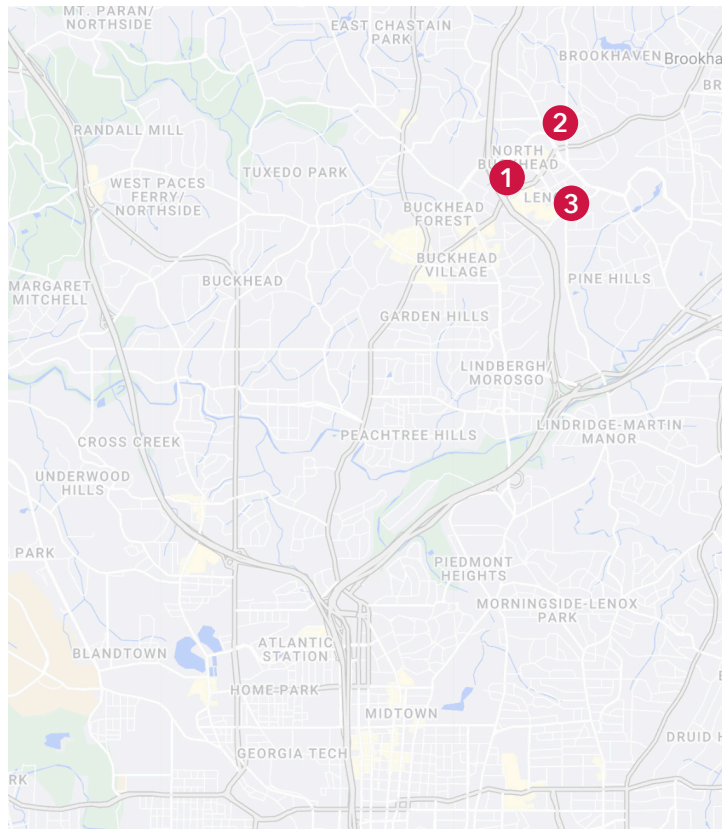 MT. PARAN/
NORTHSIDE
EAST CHASTAIN
PARK
BROOKHAVEN
Brookha
BR
RANDALL MILL
2
NORTH
BUCKHEAD
TUXEDO PARK
1
WEST PACES
FERRY/
NORTHSIDE
LEN
3
BUCKHEAD
FOREST
BUCKHEAD
VILLAGE
MARGARET
MITCHELL
BUCKHEAD
PINE HILLS
GARDEN HILLS
LINDBERGH/
MOROSGO
PEACHTREE HILLS
LINDRIDGE-MARTIN
MANOR
CROSS CREEK
UNDERWOOD
HILLS
PARK
PIEDMONT
HEIGHTS
MORNINGSIDE-LENOX
PARK
BLANDTOWN
ATLANTIC
STATION
HOME PARK
MIDTOWN
DRUID H
GEORGIA TECH
RK